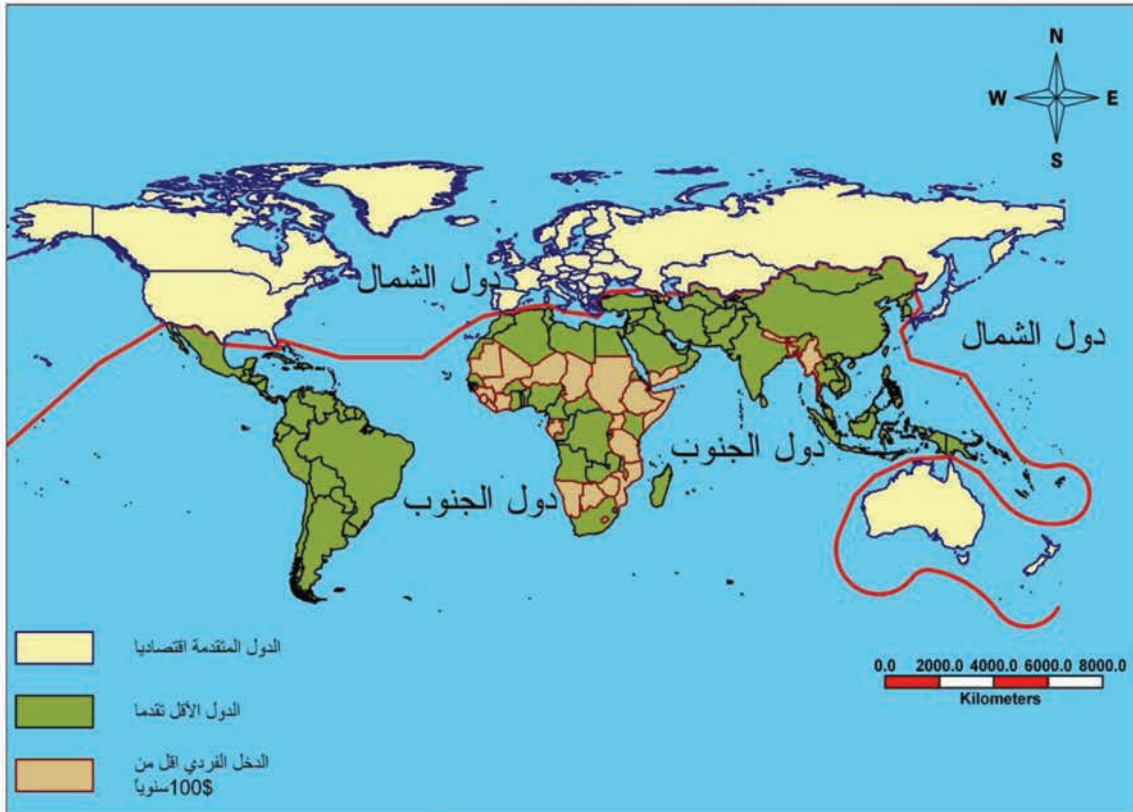 N
W E
S
دول الشمال
دول الشمال
دول الجنوب
دول الجنوب
الدول المتقدمة اقتصاديا
الدول الأقل تقدما
الدخل الفردي اقل من
100$سنوياً
0.0 2000.0 4000.0 6000.0 8000.0
Kilometers